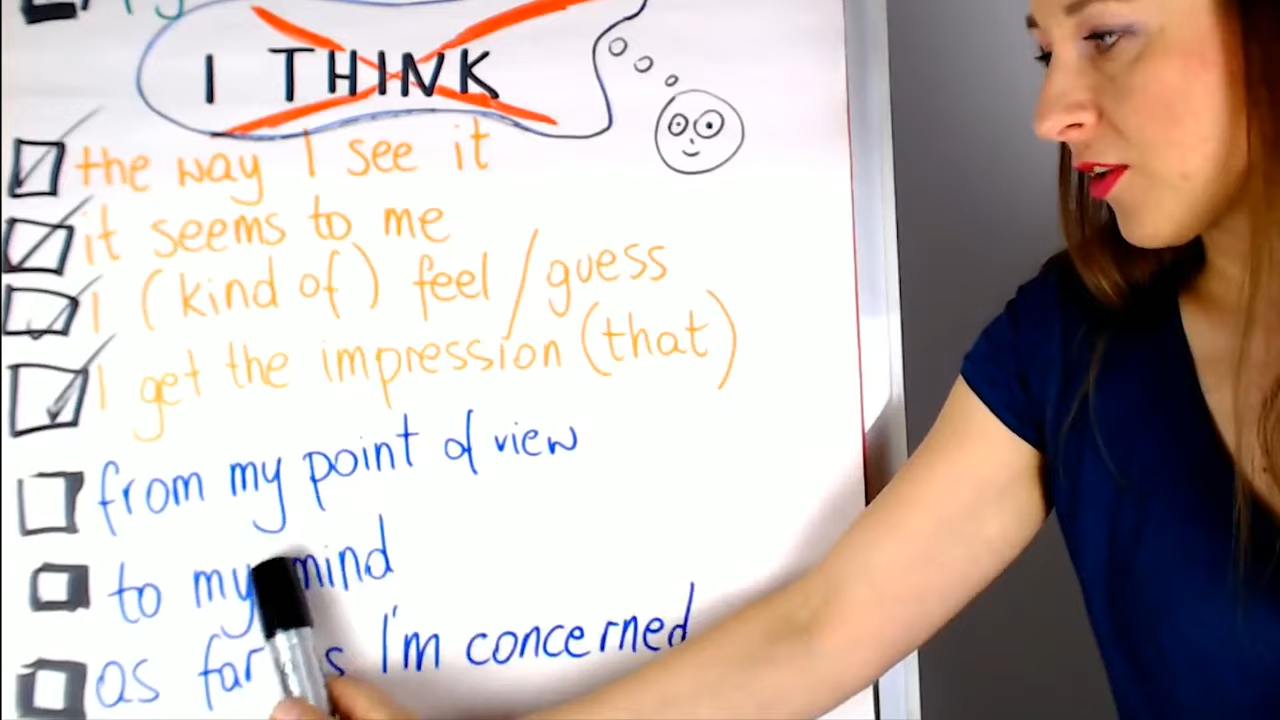 I THINK
the way I see it
it seems to me
I (kind of) feel / guess
I get the impression (that)
from my point of view
to my mind
as far as I'm concerned